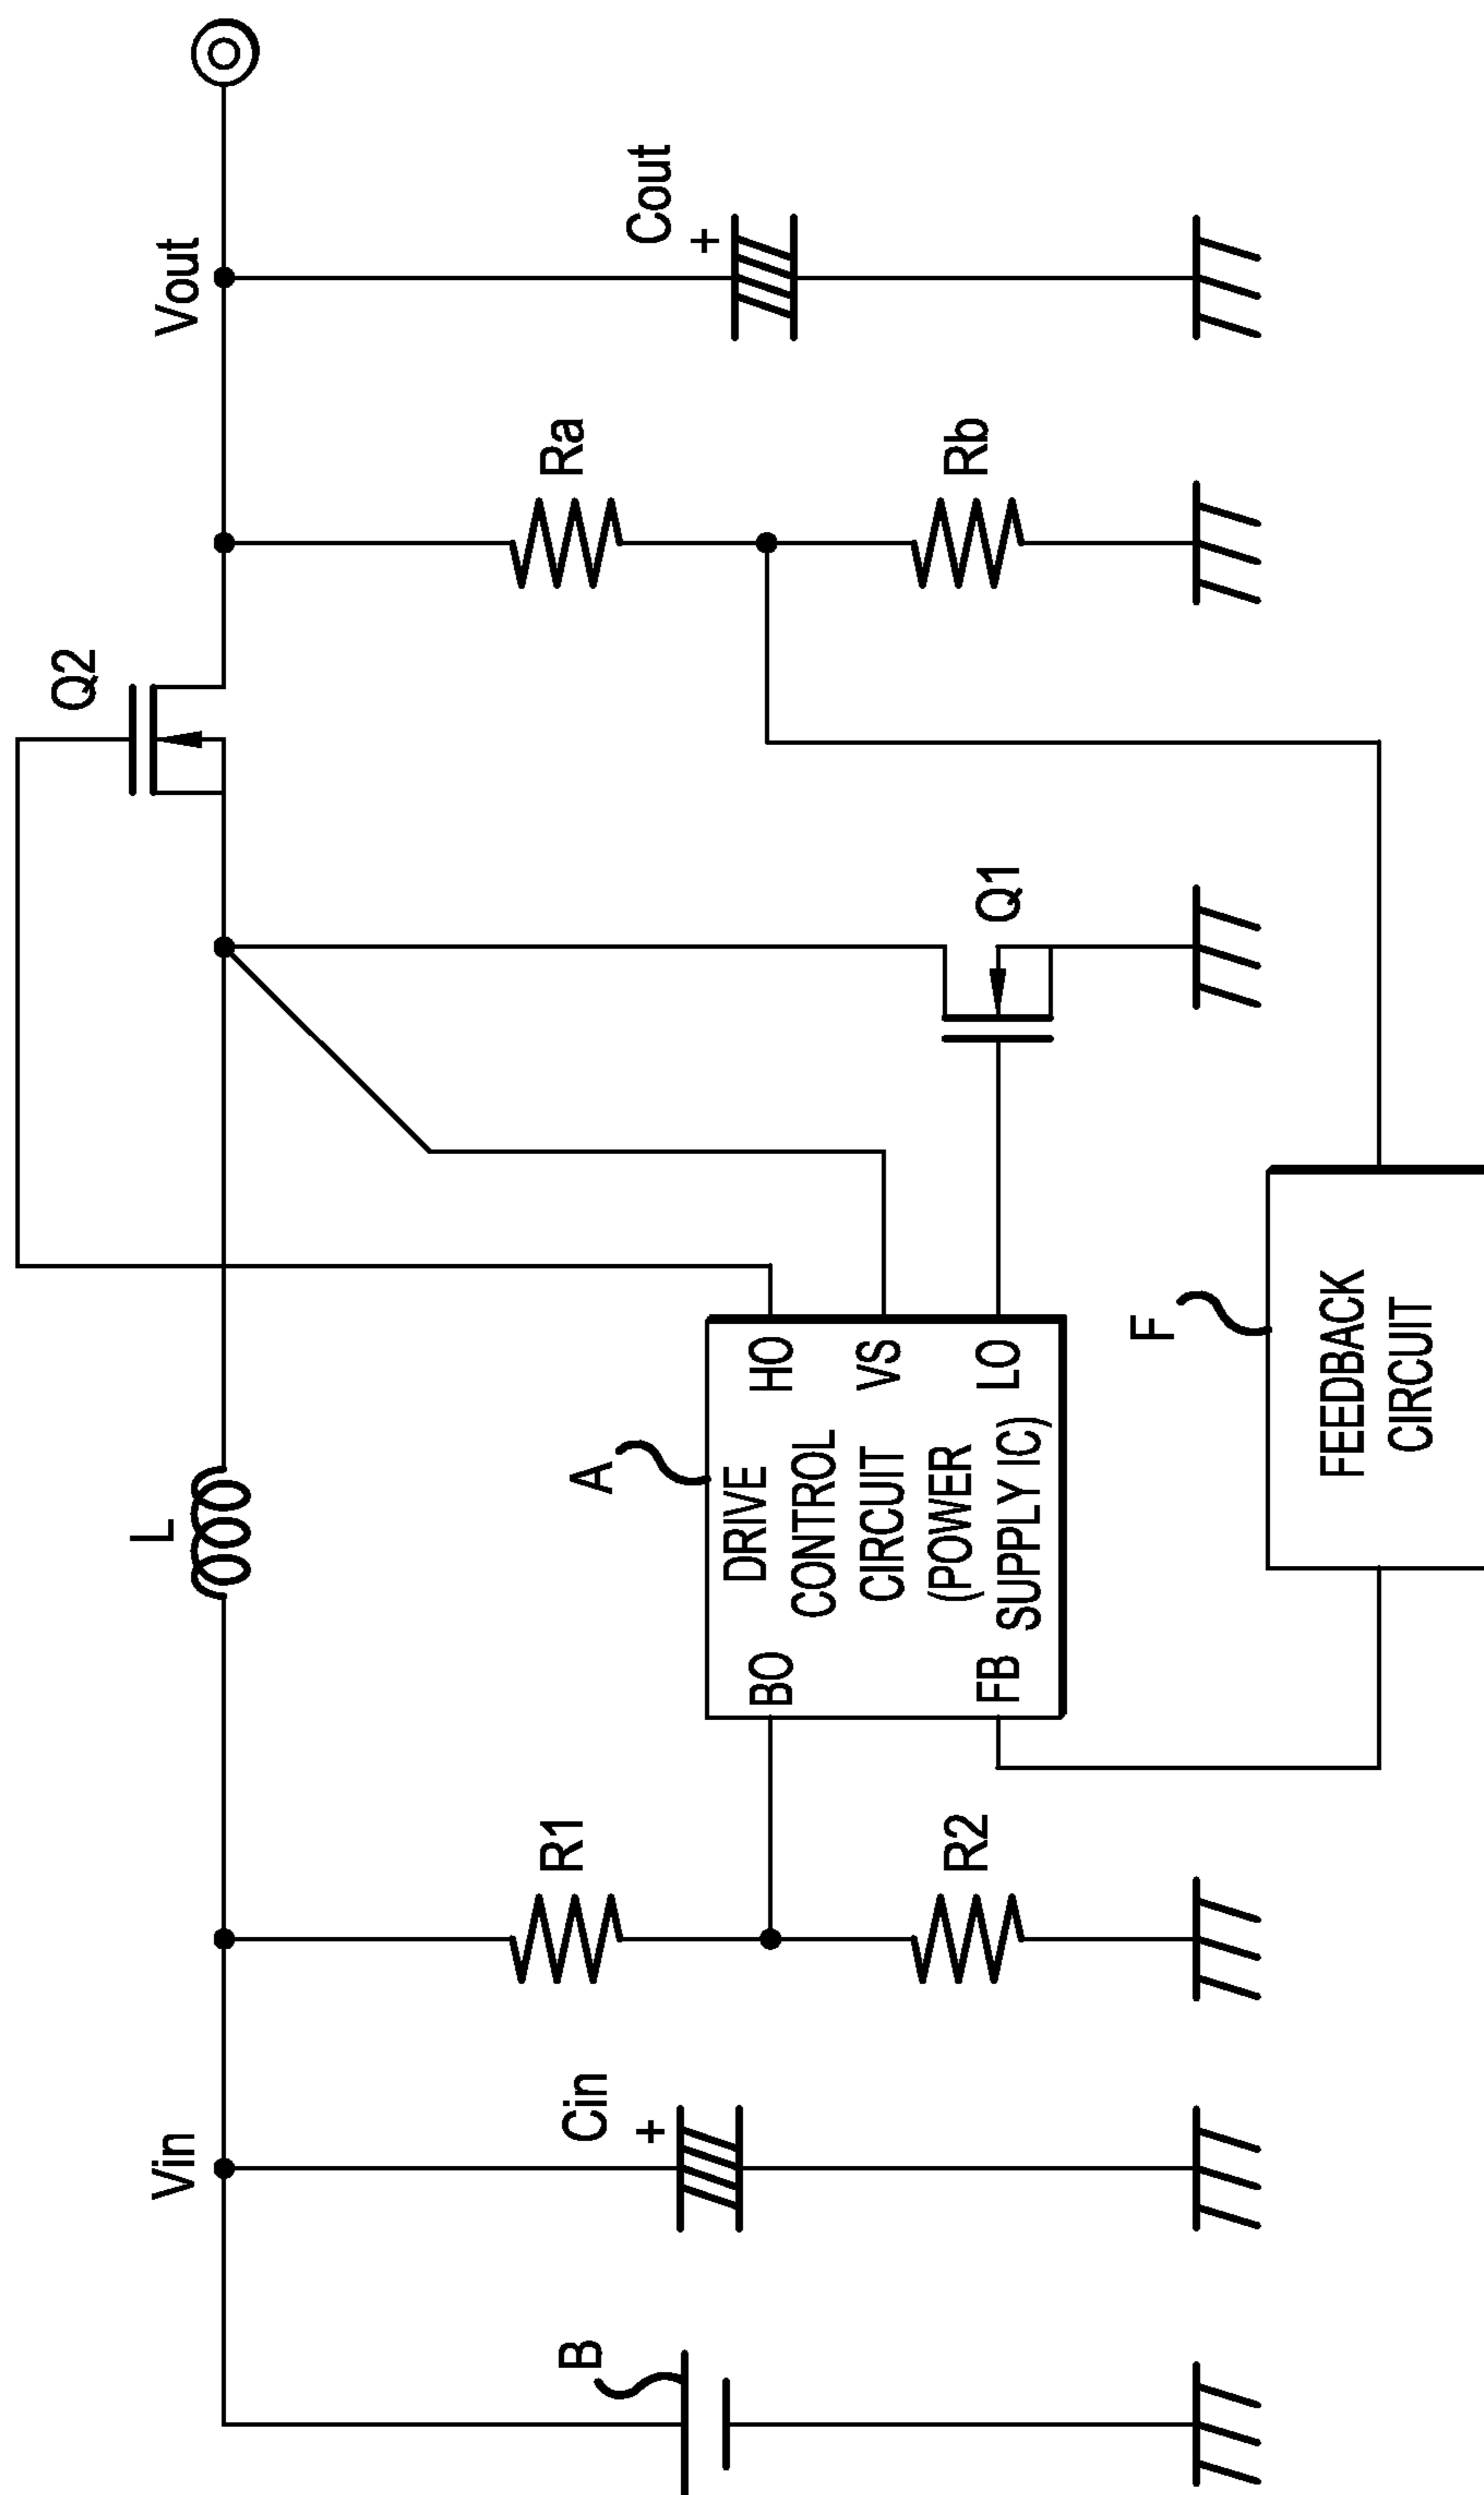 Vin
L
Q2
Vout
B
Cin
+
R1
R2
A
BO
FB
DRIVE
CONTROL
CIRCUIT
(POWER
SUPPLY IC)
HO
VS
LO
Q1
Ra
Rb
Cout
+
F
FEEDBACK
CIRCUIT